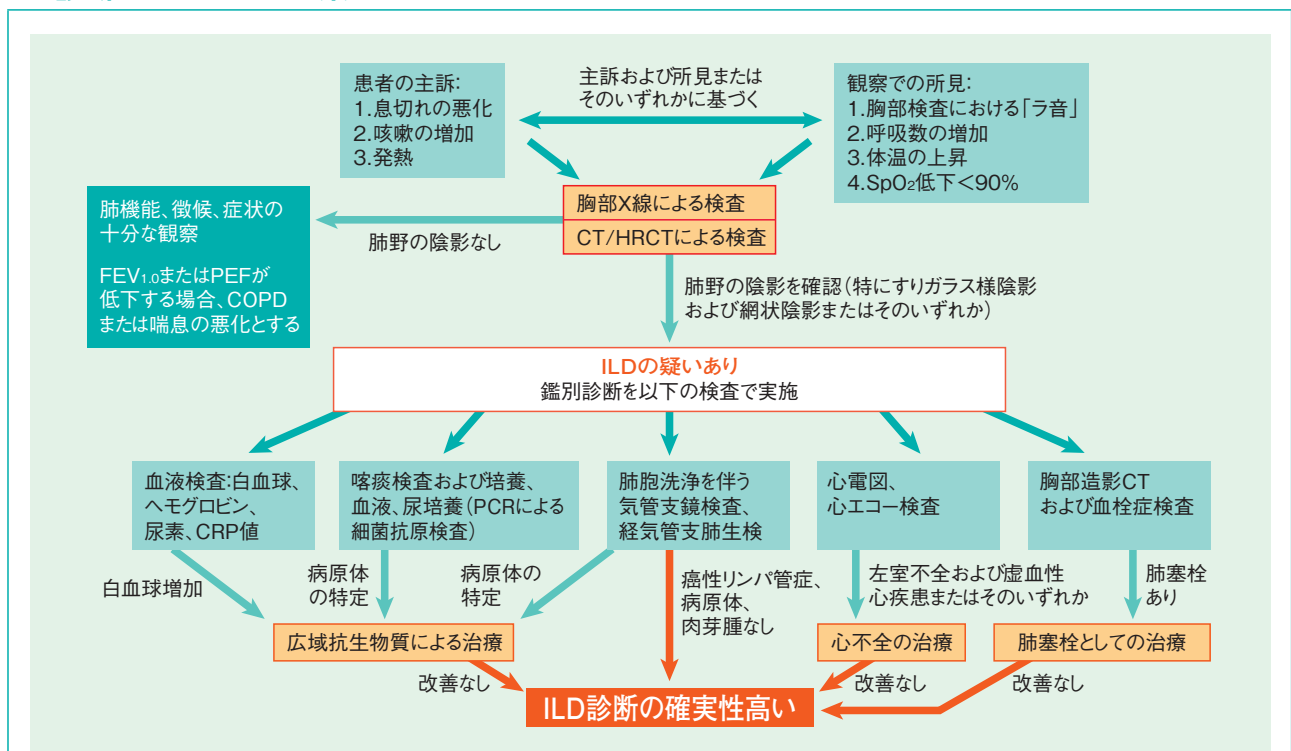 患者の主訴:
1.息切れの悪化
2.咳嗽の増加
3.発熱
主訴および所見または
そのいずれかに基づく
観察での所見:
1.胸部検査における「ラ音」
2.呼吸数の増加
3.体温の上昇
4.SpO₂低下<90%
胸部X線による検査
CT/HRCTによる検査
肺野の陰影なし
肺機能、徴候、症状の
十分な観察
FEV₁.₀またはPEFが
低下する場合、COPD
または喘息の悪化とする
肺野の陰影を確認(特にすりガラス様陰影
および網状陰影またはそのいずれか)
ILDの疑いあり
鑑別診断を以下の検査で実施
血液検査:白血球、
ヘモグロビン、
尿素、CRP値
喀痰検査および培養、
血液、尿培養(PCRによる
細菌抗原検査)
肺胞洗浄を伴う
気管支鏡検査、
経気管支肺生検
心電図、
心エコー検査
胸部造影CT
および血栓症検査
白血球増加
病原体
の特定
病原体の
特定
癌性リンパ管症、
病原体、
肉芽腫なし
左室不全および虚血性
心疾患またはそのいずれか
肺塞栓
あり
広域抗生物質による治療
心不全の治療
肺塞栓としての治療
改善なし
改善なし
改善なし
ILD診断の確実性高い